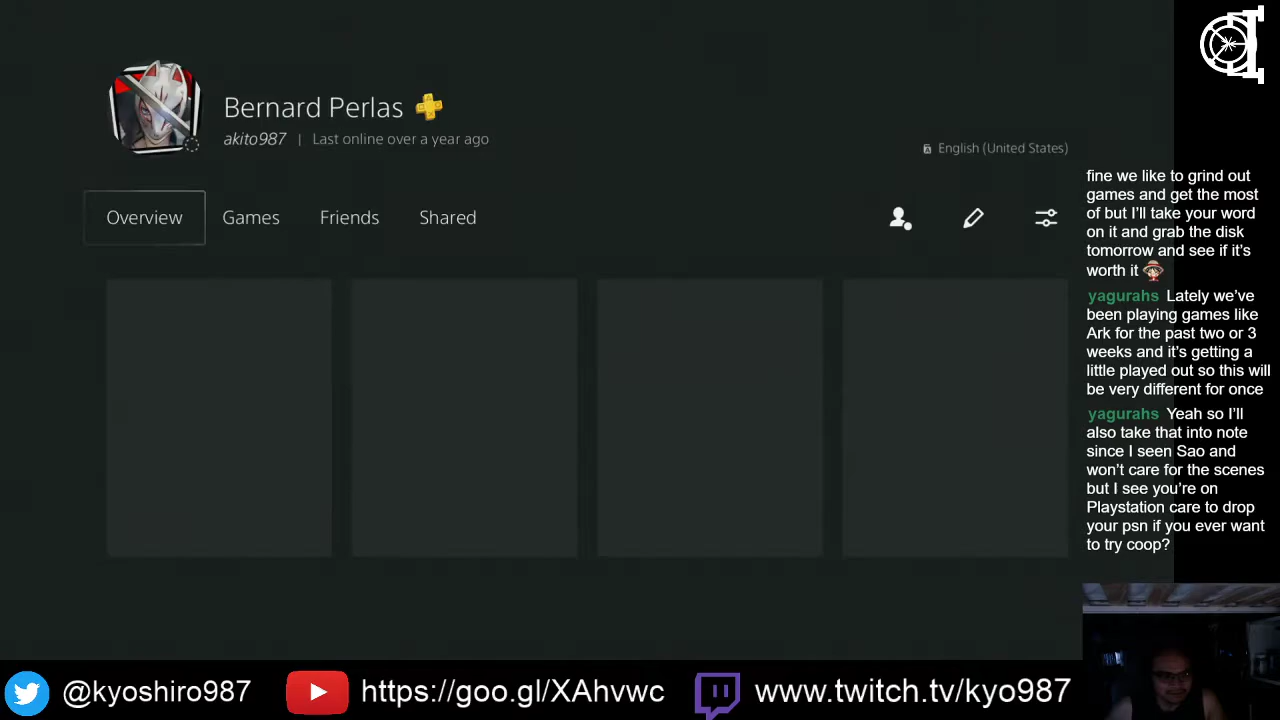 Bernard Perlas
akito987 | Last online over a year ago
English (United States)
Overview Games Friends Shared
fine we like to grind out
games and get the most
of but I'll take your word
on it and grab the disk
tomorrow and see if it's
worth it
yagurahs Lately we've
been playing games like
Ark for the past two or 3
weeks and it's getting a
little played out so this will
be very different for once
yagurahs Yeah so I'll
also take that into note
since I seen Sao and
won't care for the scenes
but I see you're on
Playstation care to drop
your psn if you ever want
to try coop?
@kyoshiro987 https://goo.gl/XAhvwc www.twitch.tv/kyo987